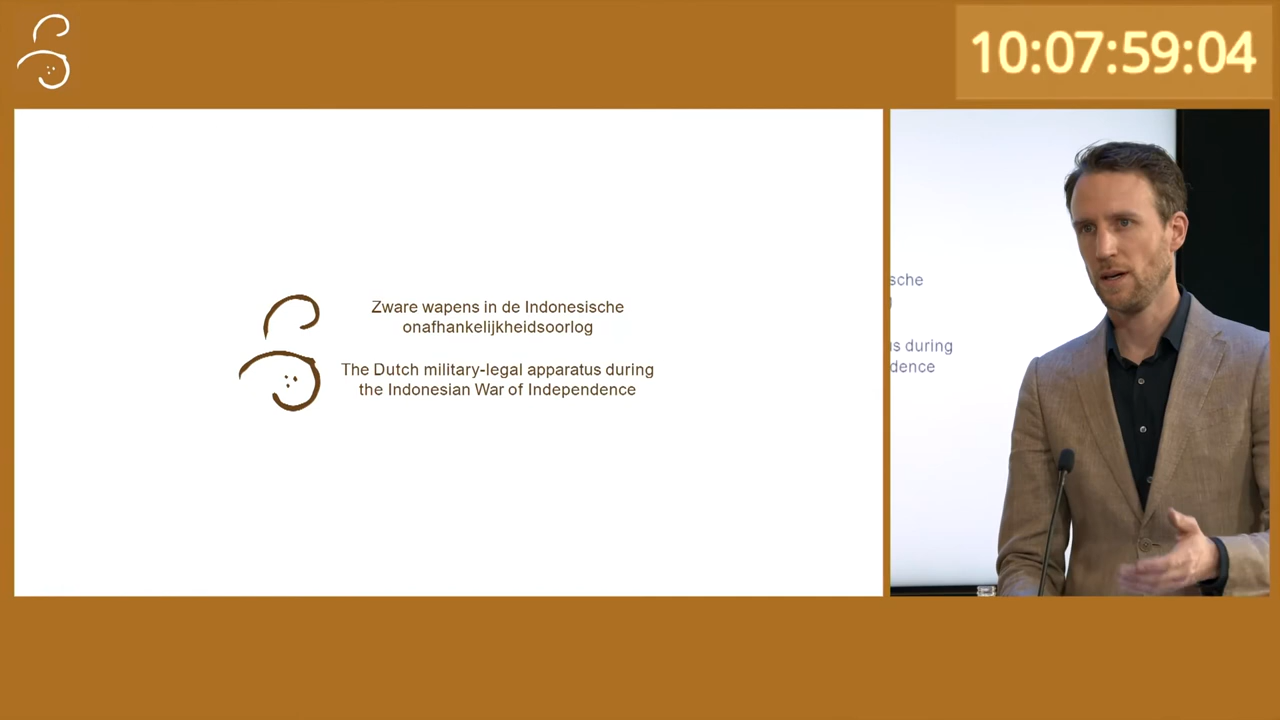 10:07:59:04
Zware wapens in de Indonesische
onafhankelijkheidsoorlog
The Dutch military-legal apparatus during
the Indonesian War of Independence
sche
g
us during
dence